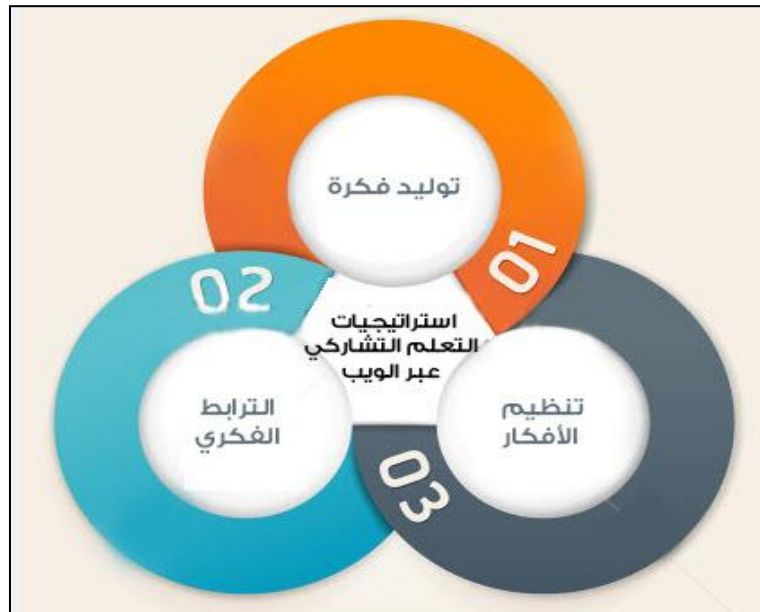 توليد فكرة
01
02
استراتيجيات
التعلم التشاركي
عبر الويب
الترابط
الفكري
تنظيم
الأفكار
03